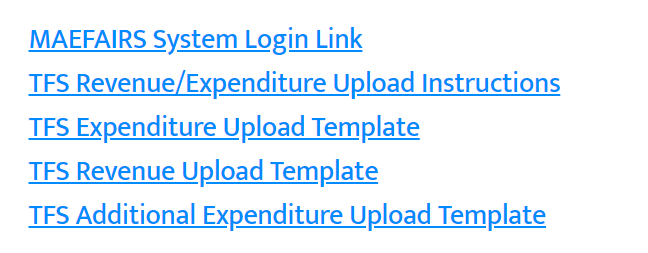 MAEFAIRS System Login Link
TFS Revenue/Expenditure Upload Instructions
TFS Expenditure Upload Template
TFS Revenue Upload Template
TFS Additional Expenditure Upload Template